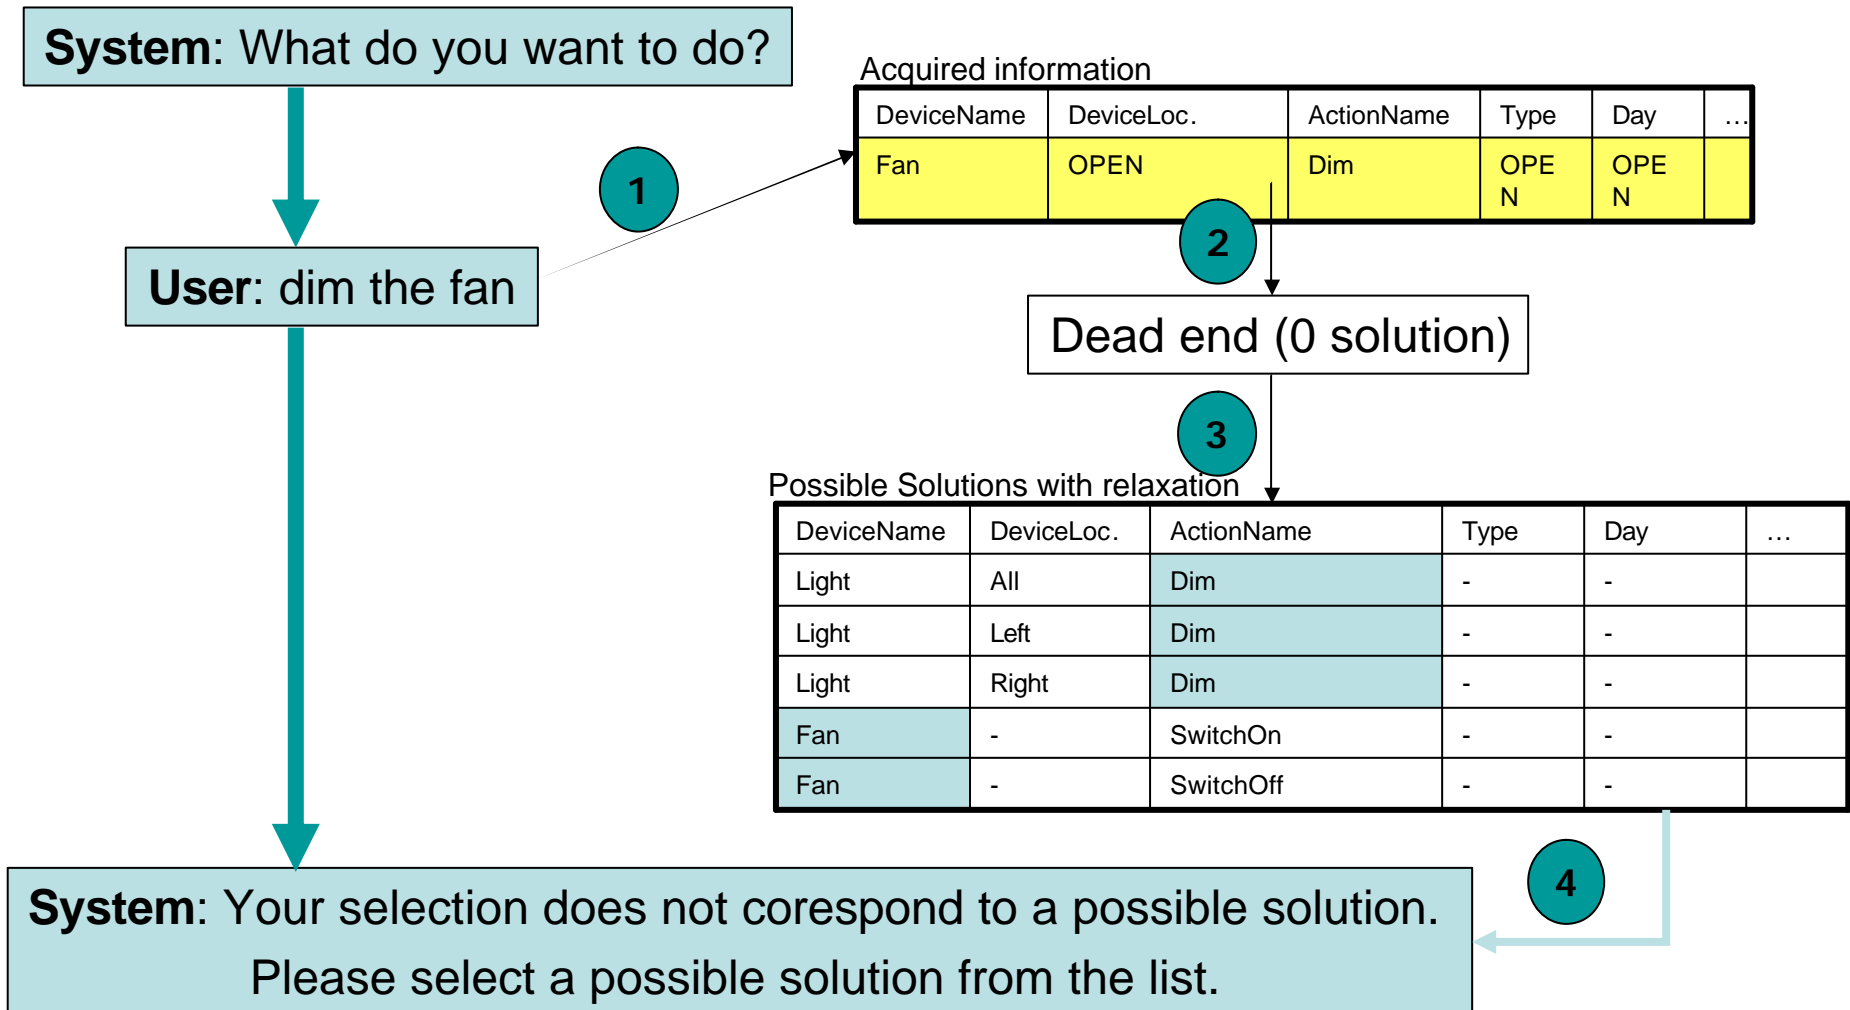 System: What do you want to do?
Acquired information
DeviceName DeviceLoc. ActionName Type Day ...
Fan OPEN Dim OPE OPE
N N
1
2
User: dim the fan
Dead end (0 solution)
3
Possible Solutions with relaxation
DeviceName DeviceLoc. ActionName Type Day ...
Light All Dim - -
Light Left Dim - -
Light Right Dim - -
Fan - SwitchOn - -
Fan - SwitchOff - -
4
System: Your selection does not corespond to a possible solution.
Please select a possible solution from the list.